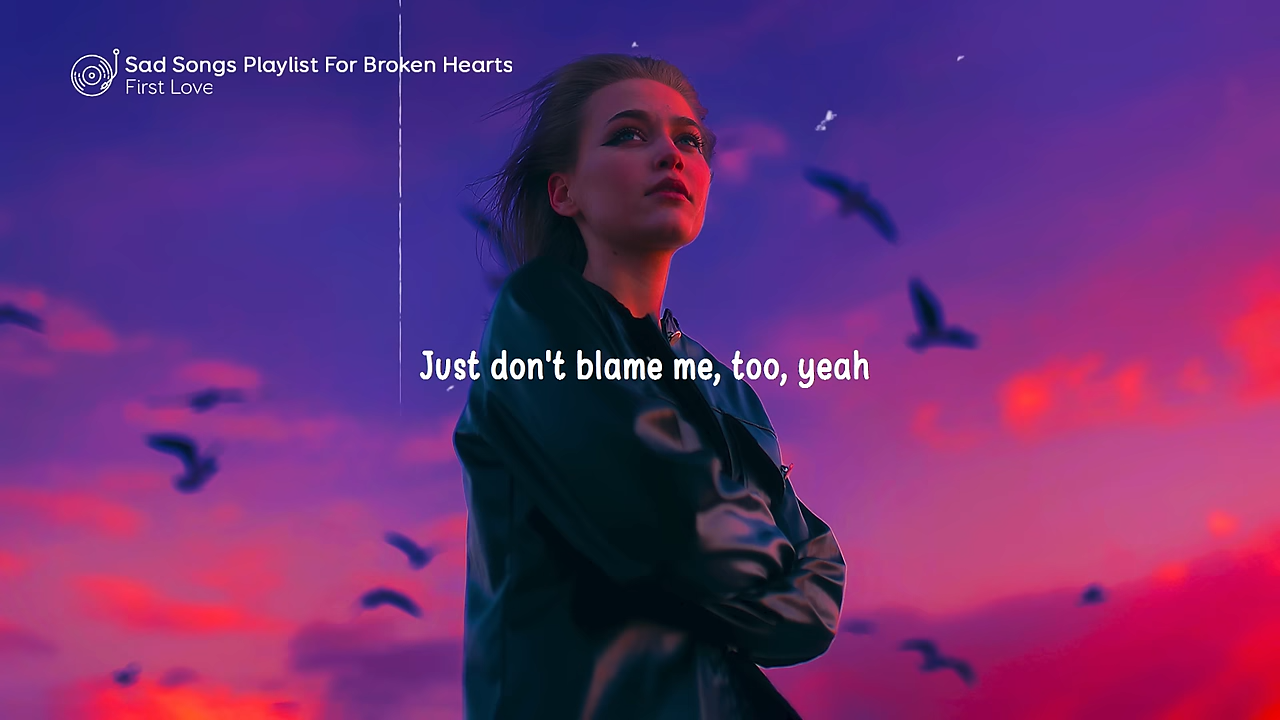 Sad Songs Playlist For Broken Hearts
First Love
Just don't blame me, too, yeah